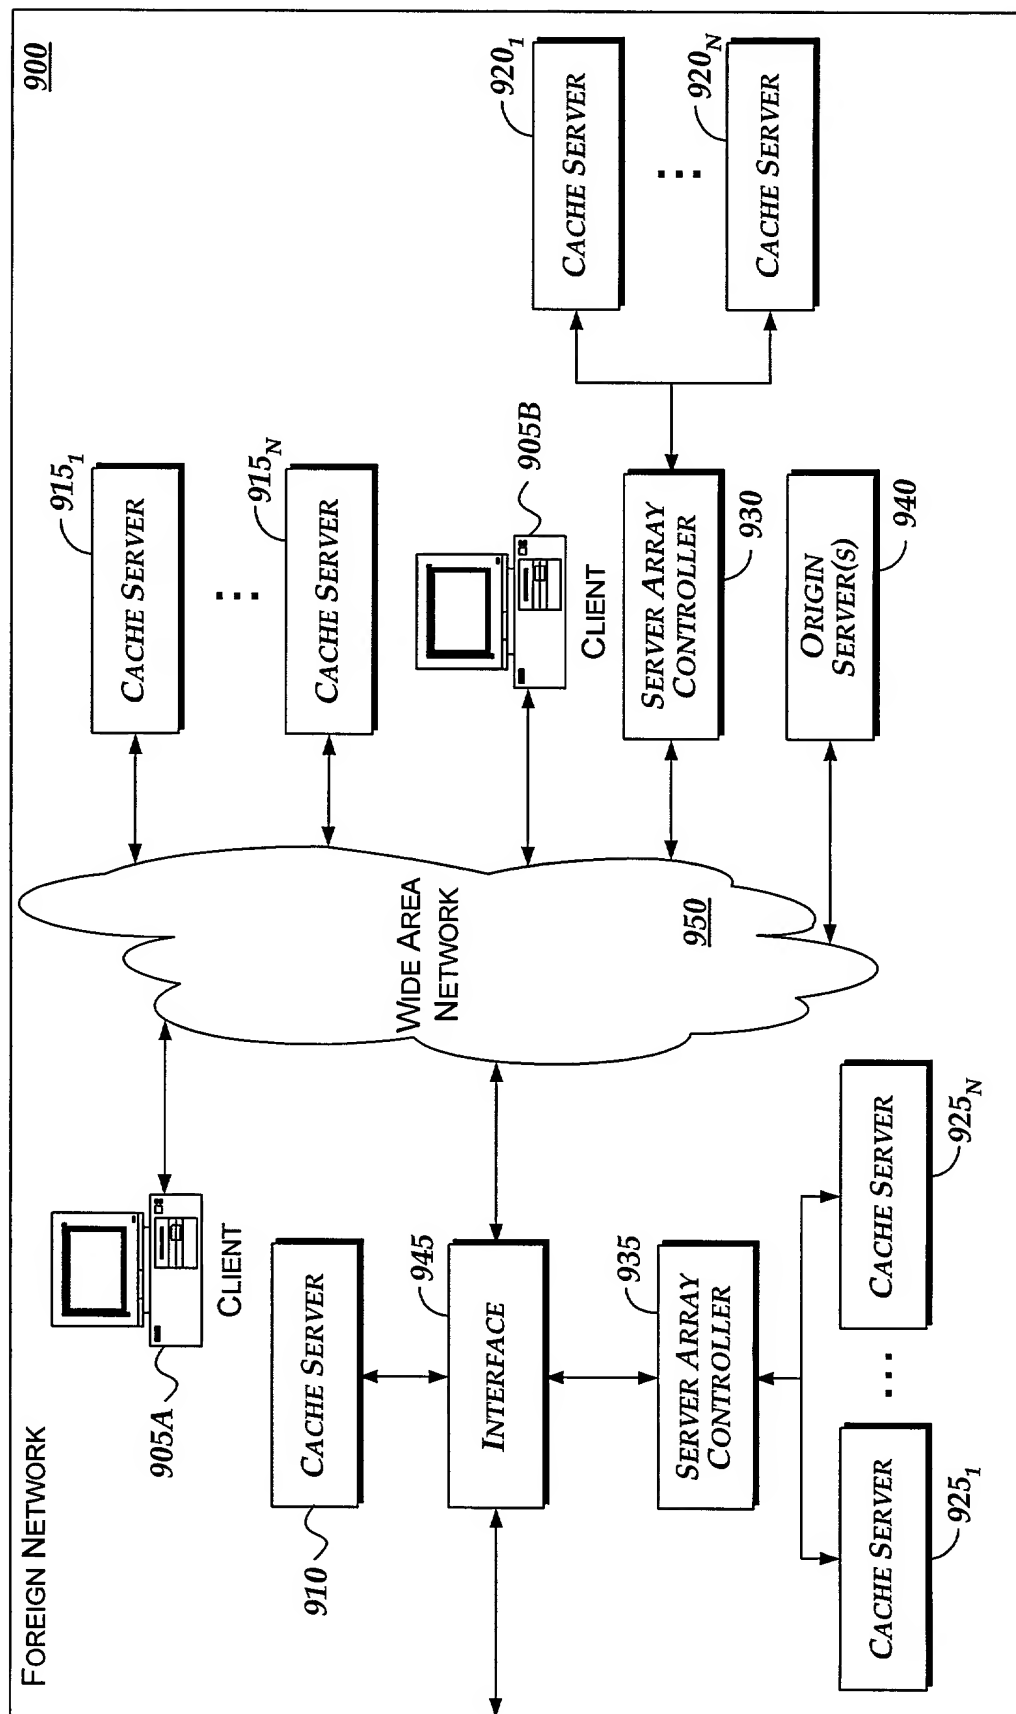 FOREIGN NETWORK
900
905A
CLIENT
CACHE SERVER
910
INTERFACE
945
SERVER ARRAY
CONTROLLER
935
CACHE SERVER
925₁
...
CACHE SERVER
925N
WIDE AREA
NETWORK
950
CACHE SERVER
915₁
...
CACHE SERVER
915N
905B
CLIENT
SERVER ARRAY
CONTROLLER
930
ORIGIN
SERVER(S)
940
CACHE SERVER
920₁
...
CACHE SERVER
920N